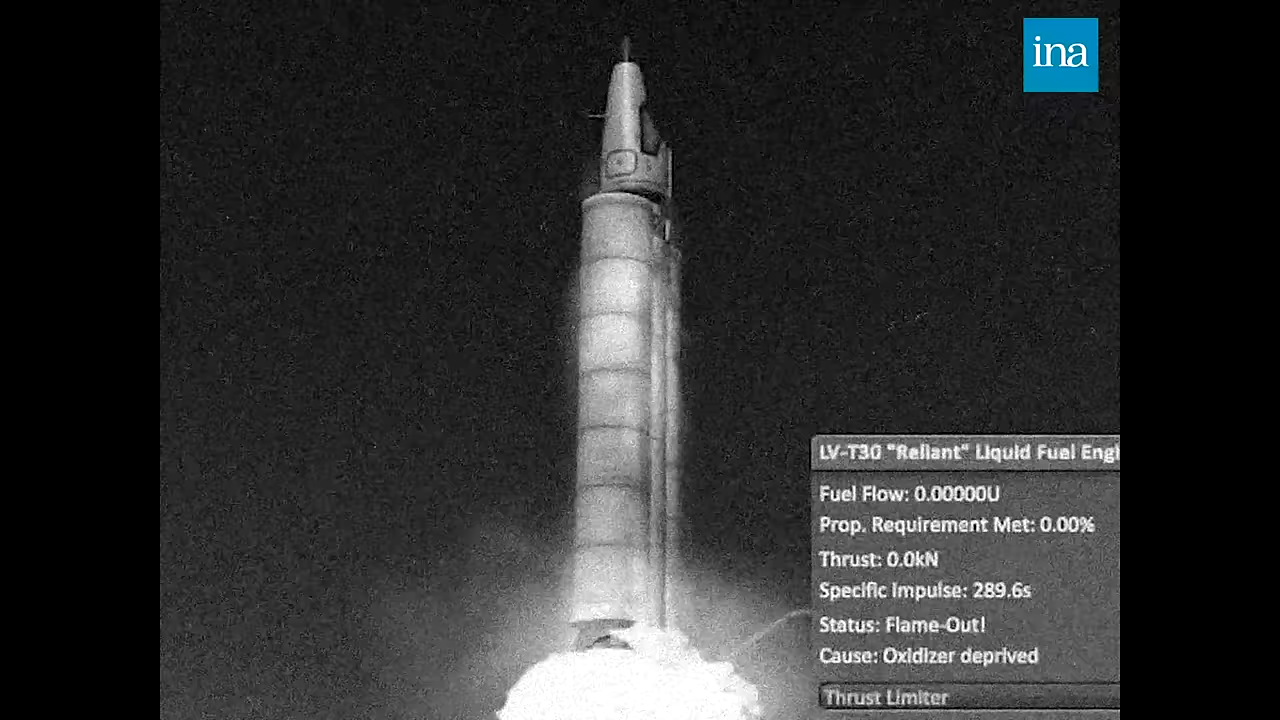 ina
LV-T30 "Reliant" Liquid Fuel Engi
Fuel Flow: 0.00000U
Prop. Requirement Met: 0.00%
Thrust: 0.0kN
Specific Impulse: 289.6s
Status: Flame-Out!
Cause: Oxidizer deprived
Thrust Limiter